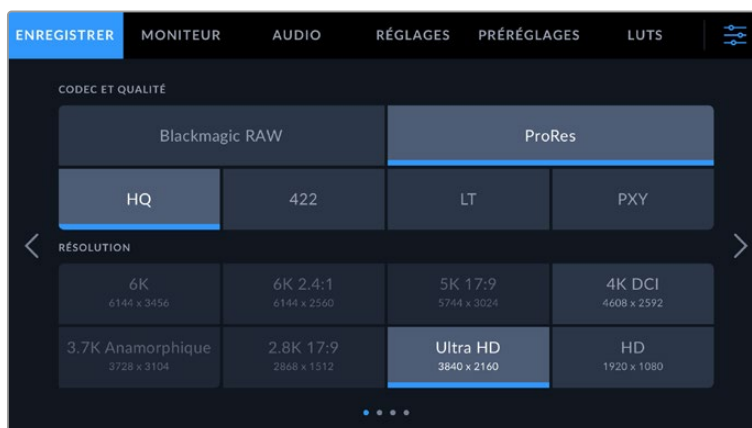 ENREGISTRER MONITEUR AUDIO RÉGLAGES PRÉRÉGLAGES LUTS
CODEC ET QUALITÉ
Blackmagic RAW ProRes
HQ 422 LT PXY
RÉSOLUTION
6K 6K 2.4:1 5K 17:9 4K DCI
6144 x 3456 6144 x 2560 5744 x 3024 4608 x 2592
3.7K Anamorphique 2.8K 17:9 Ultra HD HD
3728 x 3104 2868 x 1512 3840 x 2160 1920 x 1080